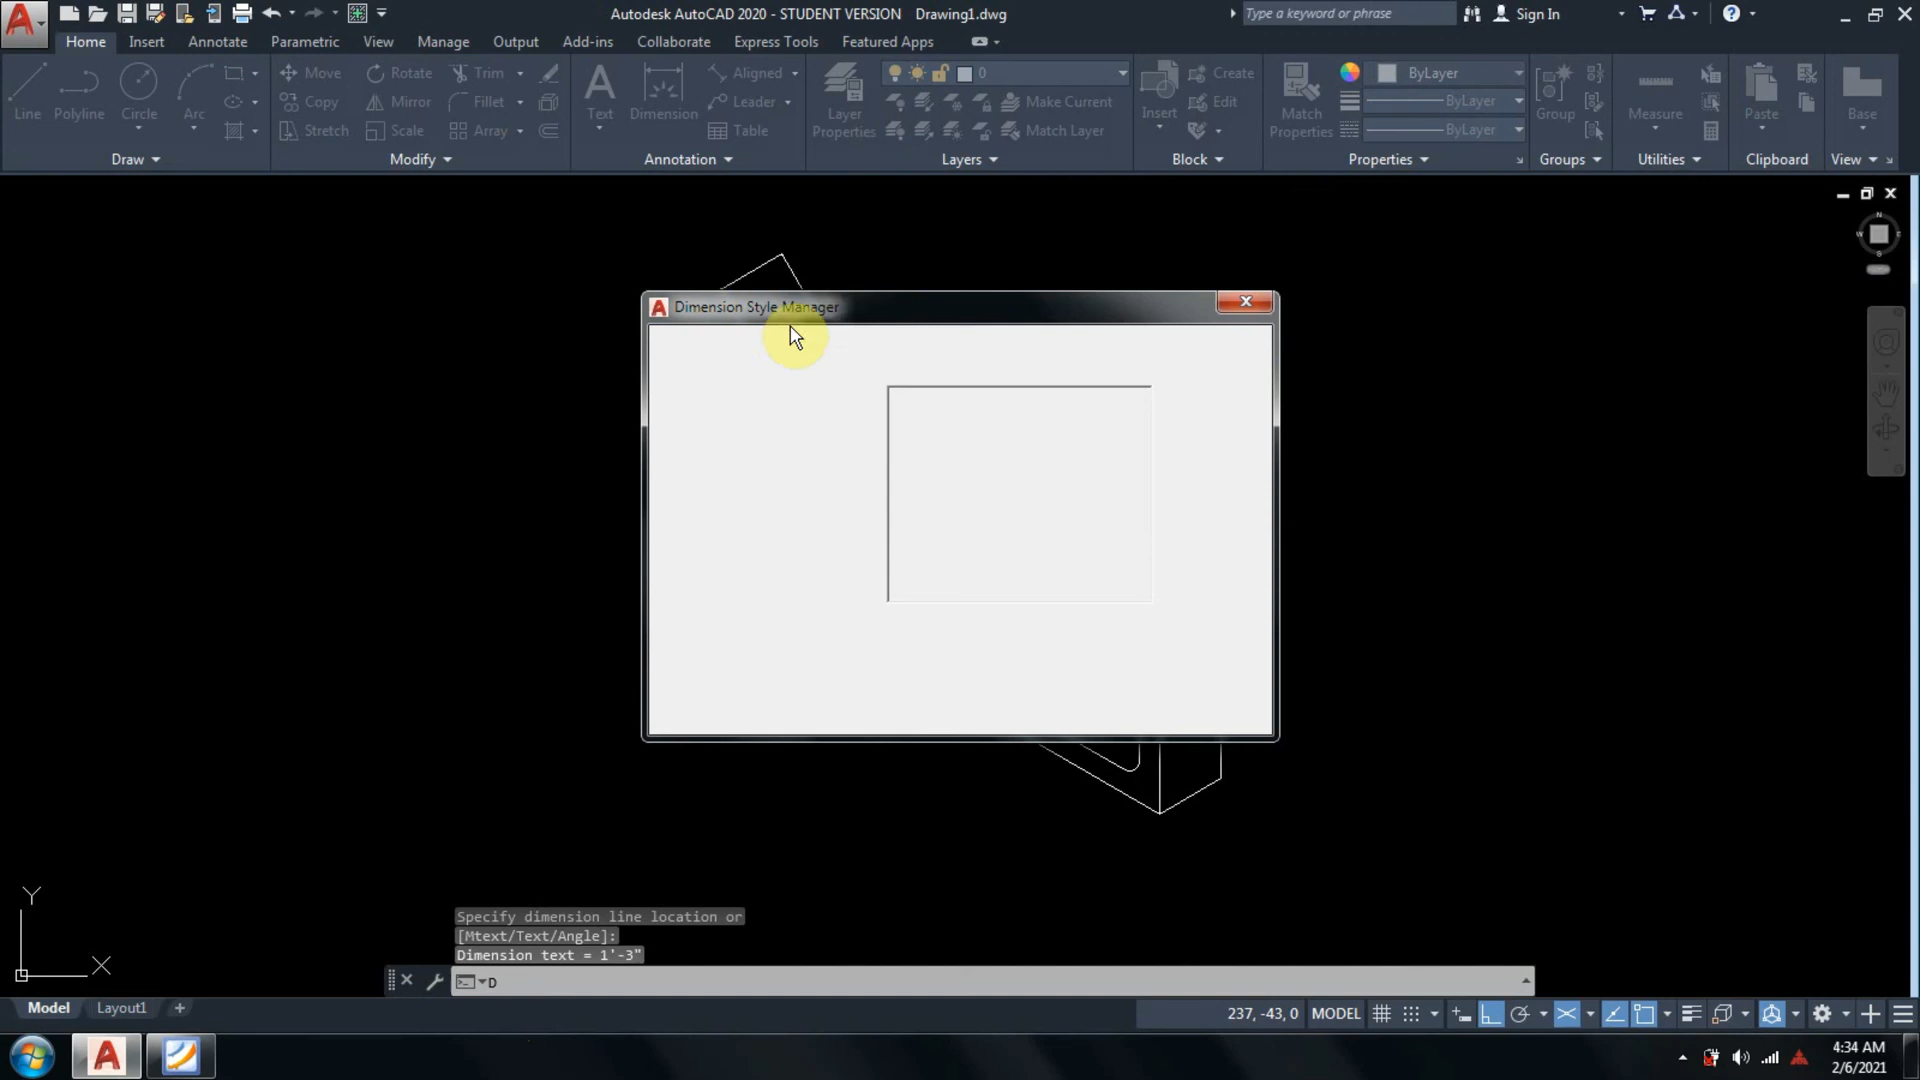 Autodesk AutoCAD 2020 - STUDENT VERSION Drawing1.dwg
Type a keyword or phrase
Sign In
Home Insert Annotate Parametric View Manage Output Add-ins Collaborate Express Tools Featured Apps
Line
Polyline
Circle
Arc
Draw
Move Rotate Trim
Copy Mirror Fillet
Stretch Scale Array
Modify
Text
Dimension
Aligned
Leader
Table
Annotation
Layer
Properties
0
Make Current
Match Layer
Layers
Insert
Create
Edit
Block
Match
Properties
ByLayer
ByLayer
ByLayer
Properties
Group
Groups
Measure
Utilities
Paste
Clipboard
Base
View
N
W
S
Dimension Style Manager
Y
X
Specify dimension line location or
[Mtext/Text/Angle]:
Dimension text = 1'-3"
D
Model Layout1
237, -43, 0 MODEL
4:34 AM
2/6/2021